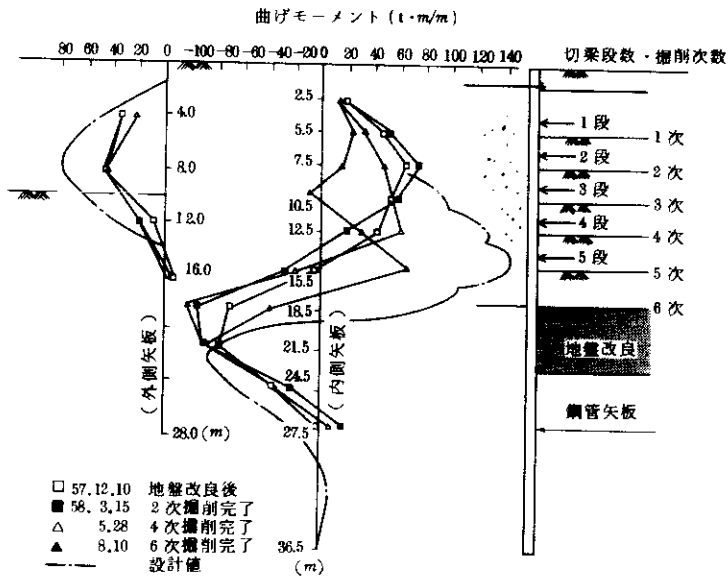 曲げモーメント (t・m/m)
80 60 40 20 0 -100 -80 -60 -40 -20 0 20 40 60 80 100 120 140
切梁段数・掘削次数
2.5
4.0
5.5
8.0
7.5
10.5
12.0
12.5
16.0
15.5
18.5
21.5
24.5
28.0 (m)
27.5
36.5
(m)
(外側矢板)
(内側矢板)
1段
1次
2段
2次
3段
3次
4段
4次
5段
5次
6次
地盤改良
鋼管矢板
□ 57.12.10 地盤改良後
■ 58. 3.15 2次掘削完了
△ 5.28 4次掘削完了
▲ 8.10 6次掘削完了
設計値